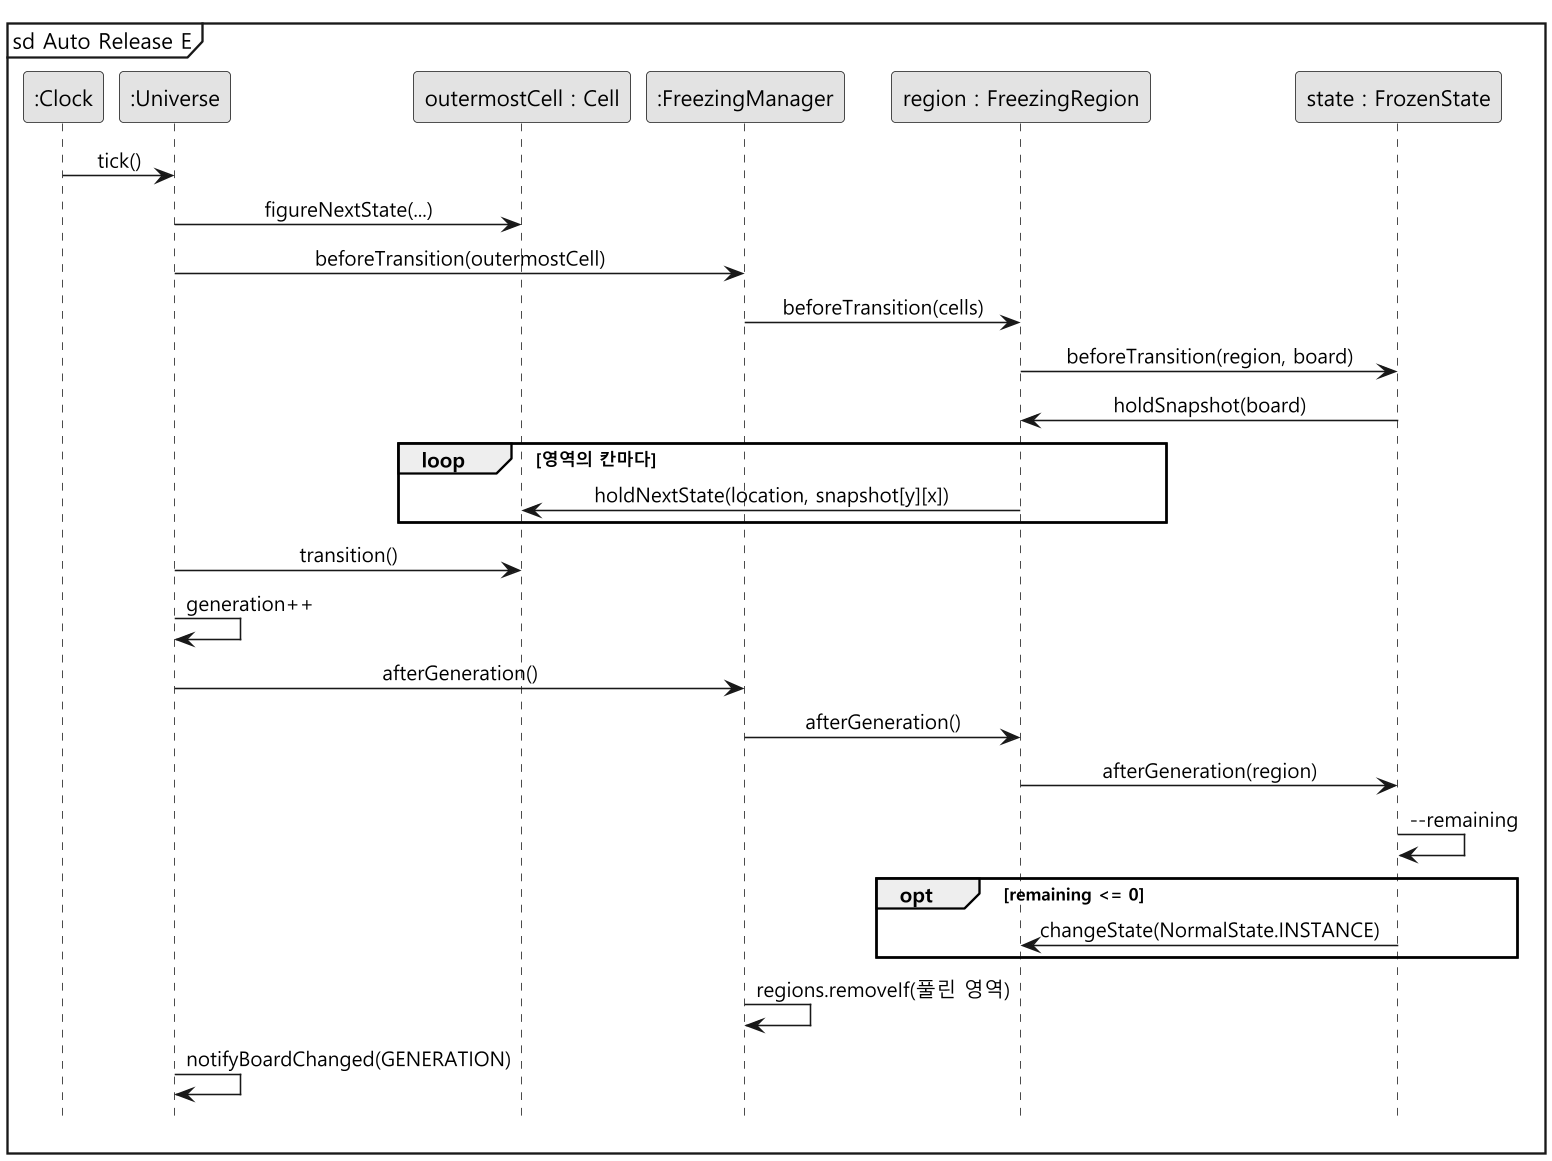 sd Auto Release E
:Clock
:Universe
outermostCell : Cell
:FreezingManager
region : FreezingRegion
state : FrozenState
tick()
figureNextState(...)
beforeTransition(outermostCell)
beforeTransition(cells)
beforeTransition(region, board)
holdSnapshot(board)
loop [영역의 칸마다]
holdNextState(location, snapshot[y][x])
transition()
generation++
afterGeneration()
afterGeneration()
afterGeneration(region)
--remaining
opt [remaining <= 0]
changeState(NormalState.INSTANCE)
regions.removeIf(풀린 영역)
notifyBoardChanged(GENERATION)